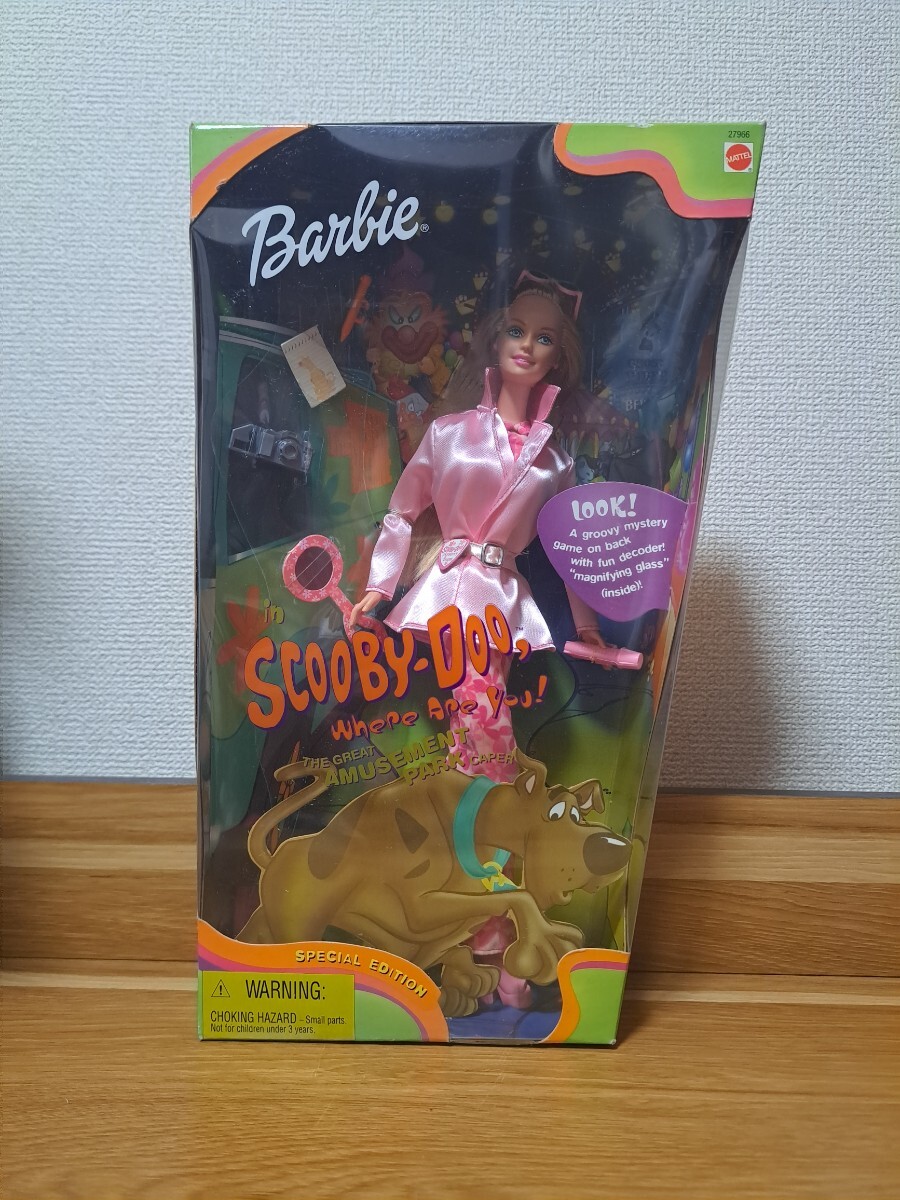 27966
MATTEL
Barbie®
LOOK!
A groovy mystery
game on back
with fun decoder!
"magnifying glass"
(inside)!
in
SCOOBY-DOO,™
Where Are You!
THE GREAT
AMUSEMENT
PARK CAPER!
SPECIAL EDITION
WARNING:
CHOKING HAZARD – Small parts.
Not for children under 3 years.